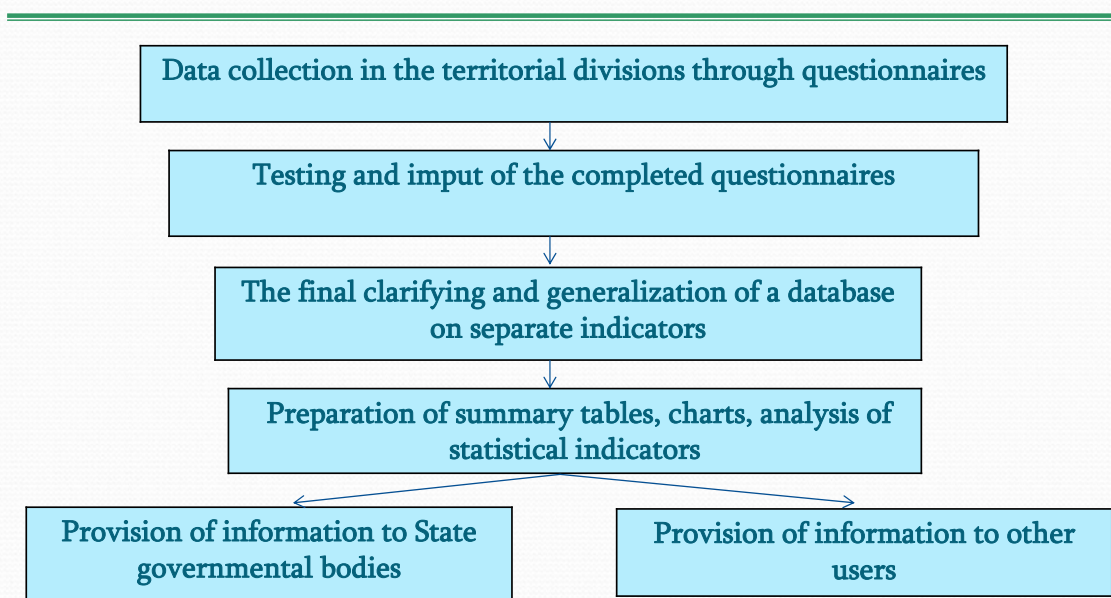 Data collection in the territorial divisions through questionnaires
Testing and imput of the completed questionnaires
The final clarifying and generalization of a database
on separate indicators
Preparation of summary tables, charts, analysis of
statistical indicators
Provision of information to State
governmental bodies
Provision of information to other
users